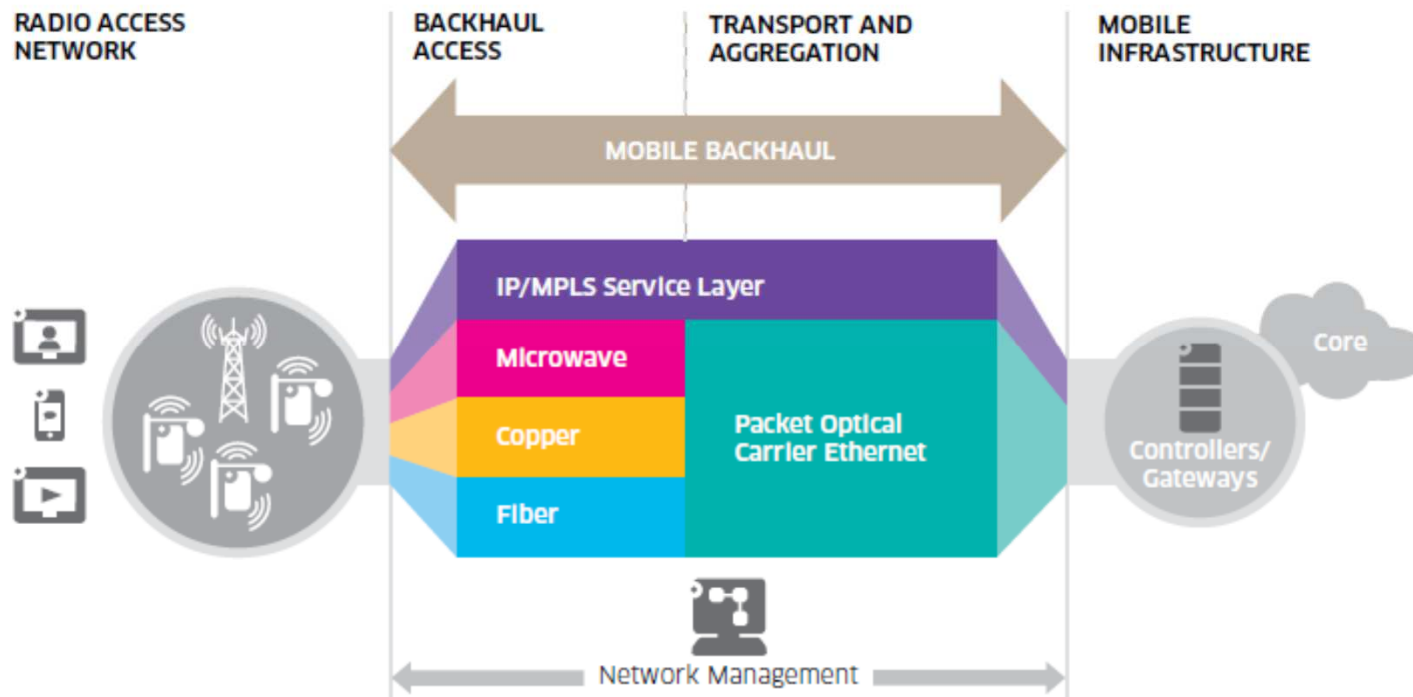 RADIO ACCESS
NETWORK
BACKHAUL
ACCESS
TRANSPORT AND
AGGREGATION
MOBILE
INFRASTRUCTURE
MOBILE BACKHAUL
IP/MPLS Service Layer
Microwave
Copper
Fiber
Packet Optical
Carrier Ethernet
Core
Controllers/
Gateways
Network Management